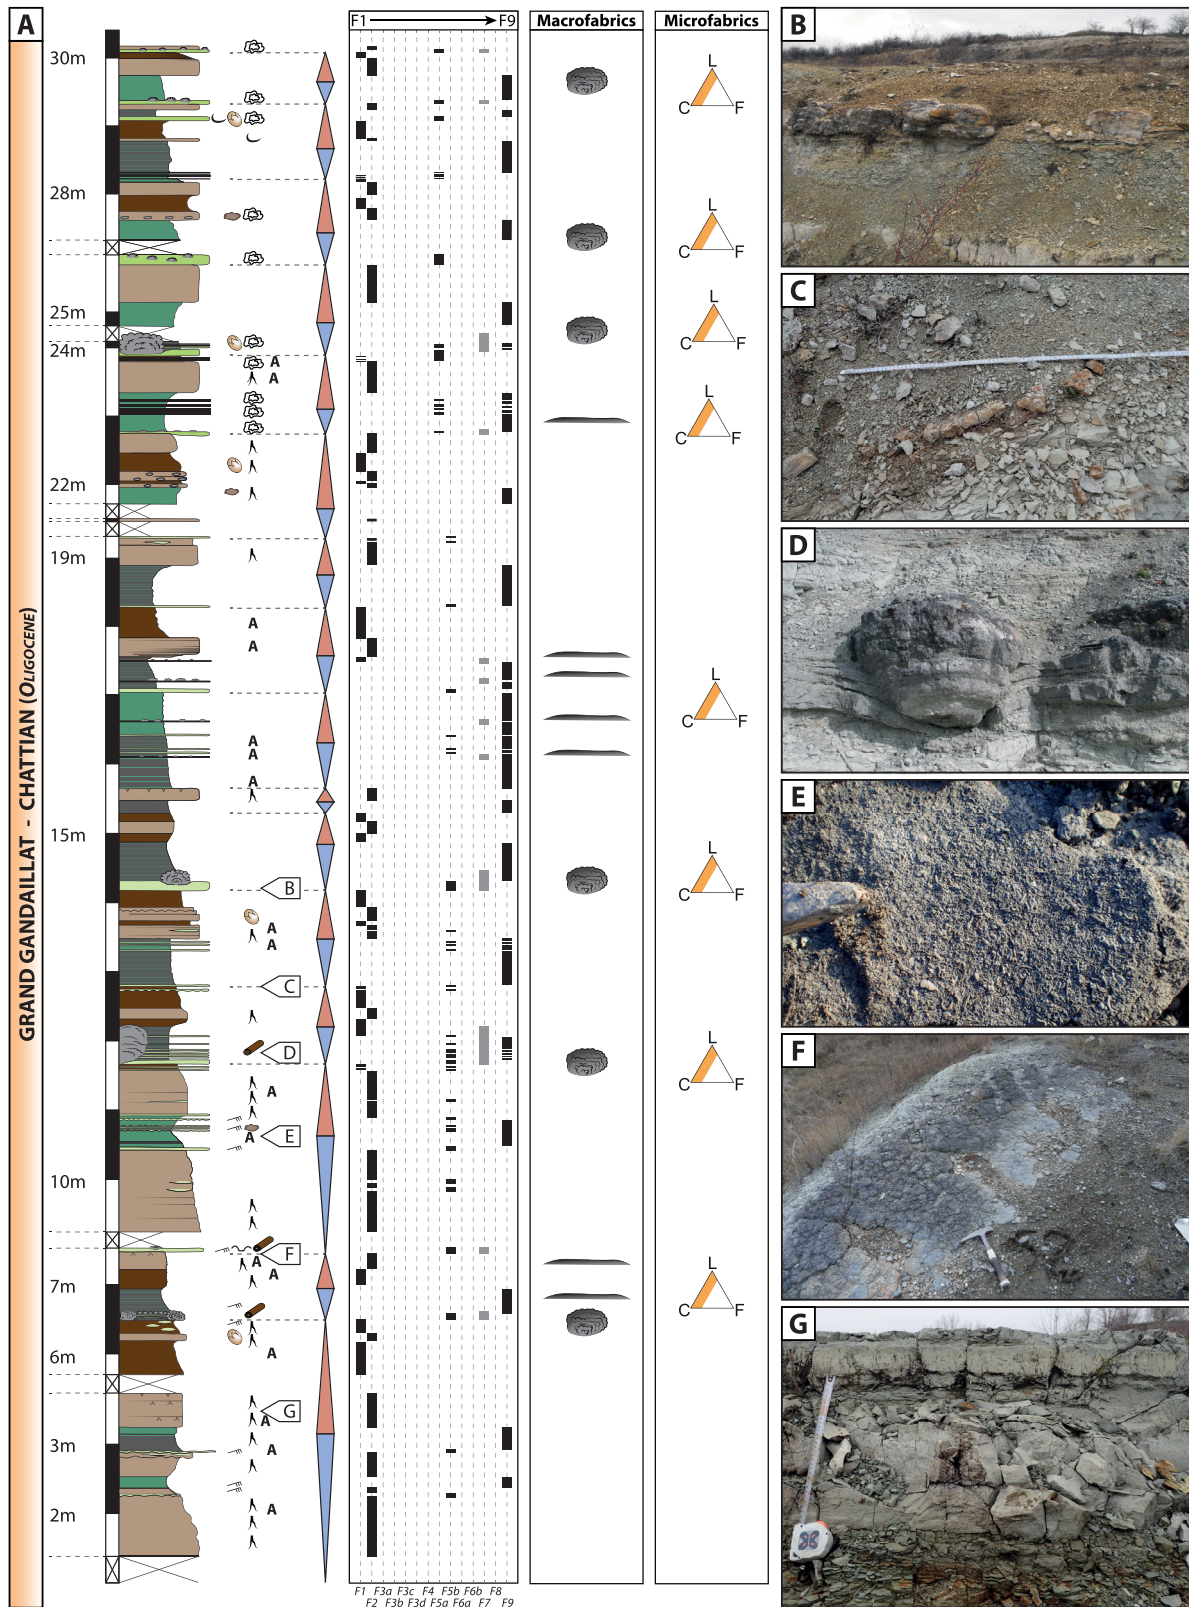 A
F1 F9
Macrofabrics
Microfabrics
B
GRAND GANDAILLAT - CHATTIAN (OLIGOCENE)
30m
L
C F
28m
L
C F
C
25m
L
C F
24m
A
A
L
C F
22m
D
19m
A
A
L
C F
A
A
A
E
15m
L
C F
B
A
A
C
D
L
C F
F
A
A
E
10m
F
A
A
7m
L
C F
G
6m
A
G
A
3m
A
2m
A
F1 F3a F3c F4 F5b F6b F8
F2 F3b F3d F5a F6a F7 F9